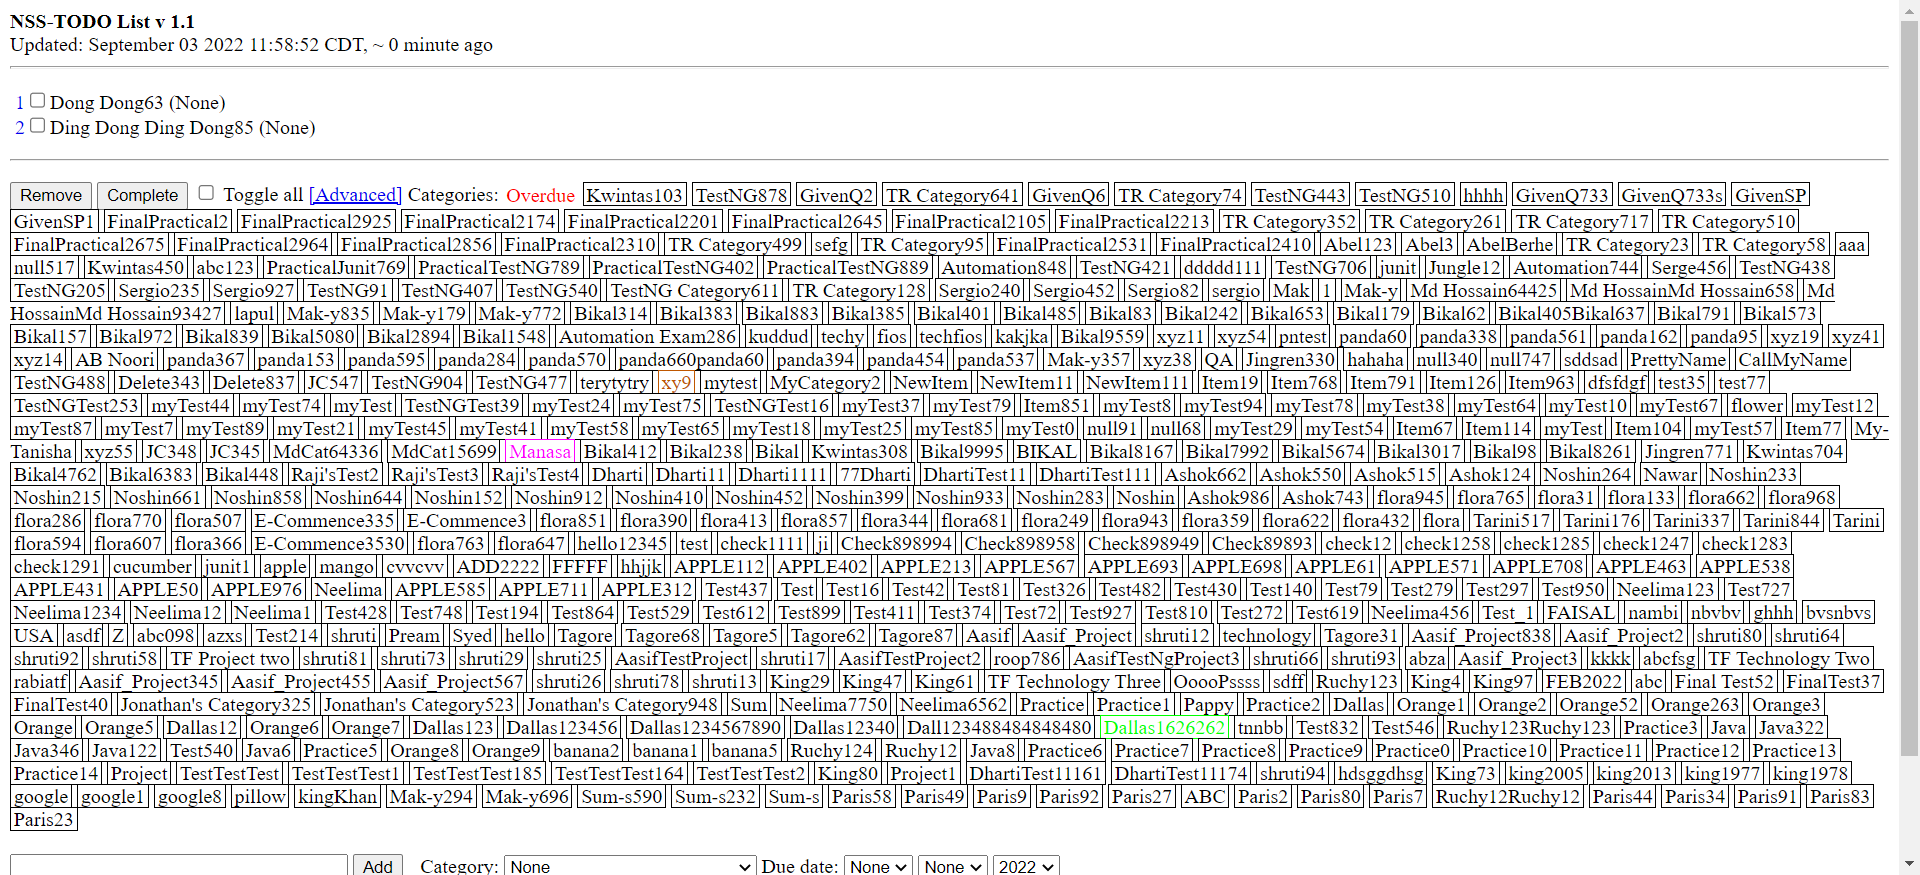 NSS-TODO List v 1.1
Updated: September 03 2022 11:58:52 CDT, ~ 0 minute ago
1 Dong Dong63 (None)
2 Ding Dong Ding Dong85 (None)
Remove Complete Toggle all [Advanced] Categories: Overdue Kwintas103 TestNG878 GivenQ2 TR Category641 GivenQ6 TR Category74 TestNG443 TestNG510 hhhh GivenQ733 GivenQ733s GivenSP
GivenSP1 FinalPractical2 FinalPractical2925 FinalPractical2174 FinalPractical2201 FinalPractical2645 FinalPractical2105 FinalPractical2213 TR Category352 TR Category261 TR Category717 TR Category510
FinalPractical2675 FinalPractical2964 FinalPractical2856 FinalPractical2310 TR Category499 sefg TR Category95 FinalPractical2531 FinalPractical2410 Abel123 Abel3 AbelBerhe TR Category23 TR Category58 aaa
null517 Kwintas450 abc123 PracticalJunit769 PracticalTestNG789 PracticalTestNG402 PracticalTestNG889 Automation848 TestNG421 ddddd111 TestNG706 junit Jungle12 Automation744 Serge456 TestNG438
TestNG205 Sergio235 Sergio927 TestNG91 TestNG407 TestNG540 TestNG Category611 TR Category128 Sergio240 Sergio452 Sergio82 sergio Mak 1 Mak-y Md Hossain64425 Md HossainMd Hossain658 Md
HossainMd Hossain93427 lapul Mak-y835 Mak-y179 Mak-y772 Bikal314 Bikal383 Bikal883 Bikal385 Bikal401 Bikal485 Bikal83 Bikal242 Bikal653 Bikal179 Bikal62 Bikal405Bikal637 Bikal791 Bikal573
Bikal157 Bikal972 Bikal839 Bikal5080 Bikal2894 Bikal1548 Automation Exam286 kuddud techy fios techfios kakjka Bikal9559 xyz11 xyz54 pntest panda60 panda338 panda561 panda162 panda95 xyz19 xyz41
xyz14 AB Noori panda367 panda153 panda595 panda284 panda570 panda660panda60 panda394 panda454 panda537 Mak-y357 xyz38 QA Jingren330 hahaha null340 null747 sddsad PrettyName CallMyName
TestNG488 Delete343 Delete837 JC547 TestNG904 TestNG477 terytytry xy9 mytest MyCategory2 NewItem NewItem11 NewItem111 Item19 Item768 Item791 Item126 Item963 dfsfdgf test35 test77
TestNGTest253 myTest44 myTest74 myTest TestNGTest39 myTest24 myTest75 TestNGTest16 myTest37 myTest79 Item851 myTest8 myTest94 myTest78 myTest38 myTest64 myTest10 myTest67 flower myTest12
myTest87 myTest7 myTest89 myTest21 myTest45 myTest41 myTest58 myTest65 myTest18 myTest25 myTest85 myTest0 null91 null68 myTest29 myTest54 Item67 Item114 myTest Item104 myTest57 Item77 My-
Tanisha xyz55 JC348 JC345 MdCat64336 MdCat15699 Manasa Bikal412 Bikal238 Bikal Kwintas308 Bikal9995 BIKAL Bikal8167 Bikal7992 Bikal5674 Bikal3017 Bikal98 Bikal8261 Jingren771 Kwintas704
Bikal4762 Bikal6383 Bikal448 Raji'sTest2 Raji'sTest3 Raji'sTest4 Dharti Dharti11 Dharti1111 77Dharti DhartiTest11 DhartiTest111 Ashok662 Ashok550 Ashok515 Ashok124 Noshin264 Nawar Noshin233
Noshin215 Noshin661 Noshin858 Noshin644 Noshin152 Noshin912 Noshin410 Noshin452 Noshin399 Noshin933 Noshin283 Noshin Ashok986 Ashok743 flora945 flora765 flora31 flora133 flora662 flora968
flora286 flora770 flora507 E-Commence335 E-Commence3 flora851 flora390 flora413 flora857 flora344 flora681 flora249 flora943 flora359 flora622 flora432 flora Tarini517 Tarini176 Tarini337 Tarini844 Tarini
flora594 flora607 flora366 E-Commence3530 flora763 flora647 hello12345 test check1111 ji Check898994 Check898958 Check898949 Check89893 check12 check1258 check1285 check1247 check1283
check1291 cucumber junit1 apple mango cvvcvv ADD2222 FFFFF hhjjk APPLE112 APPLE402 APPLE213 APPLE567 APPLE693 APPLE698 APPLE61 APPLE571 APPLE708 APPLE463 APPLE538
APPLE431 APPLE50 APPLE976 Neelima APPLE585 APPLE711 APPLE312 Test437 Test Test16 Test42 Test81 Test326 Test482 Test430 Test140 Test79 Test279 Test297 Test950 Neelima123 Test727
Neelima1234 Neelima12 Neelima1 Test428 Test748 Test194 Test864 Test529 Test612 Test899 Test411 Test374 Test72 Test927 Test810 Test272 Test619 Neelima456 Test_1 FAISAL nambi nbvbv ghhh bvsnbvs
USA asdf Z abc098 azxs Test214 shruti Pream Syed hello Tagore Tagore68 Tagore5 Tagore62 Tagore87 Aasif Aasif_Project shruti12 technology Tagore31 Aasif_Project838 Aasif_Project2 shruti80 shruti64
shruti92 shruti58 TF Project two shruti81 shruti73 shruti29 shruti25 AasifTestProject shruti17 AasifTestProject2 roop786 AasifTestNgProject3 shruti66 shruti93 abza Aasif_Project3 kkkk abcfsg TF Technology Two
rabiatf Aasif_Project345 Aasif_Project455 Aasif_Project567 shruti26 shruti78 shruti13 King29 King47 King61 TF Technology Three OoooPssss sdff Ruchy123 King4 King97 FEB2022 abc Final Test52 FinalTest37
FinalTest40 Jonathan's Category325 Jonathan's Category523 Jonathan's Category948 Sum Neelima7750 Neelima6562 Practice Practice1 Pappy Practice2 Dallas Orange1 Orange2 Orange52 Orange263 Orange3
Orange Orange5 Dallas12 Orange6 Orange7 Dallas123 Dallas123456 Dallas1234567890 Dallas12340 Dall123488484848480 Dallas1626262 tnnbb Test832 Test546 Ruchy123Ruchy123 Practice3 Java Java322
Java346 Java122 Test540 Java6 Practice5 Orange8 Orange9 banana2 banana1 banana5 Ruchy124 Ruchy12 Java8 Practice6 Practice7 Practice8 Practice9 Practice0 Practice10 Practice11 Practice12 Practice13
Practice14 Project TestTestTest TestTestTest1 TestTestTest185 TestTestTest164 TestTestTest2 King80 Project1 DhartiTest11161 DhartiTest11174 shruti94 hdsggdhsg King73 king2005 king2013 king1977 king1978
google google1 google8 pillow kingKhan Mak-y294 Mak-y696 Sum-s590 Sum-s232 Sum-s Paris58 Paris49 Paris9 Paris92 Paris27 ABC Paris2 Paris80 Paris7 Ruchy12Ruchy12 Paris44 Paris34 Paris91 Paris83
Paris23
Add Category: None Due date: None None 2022